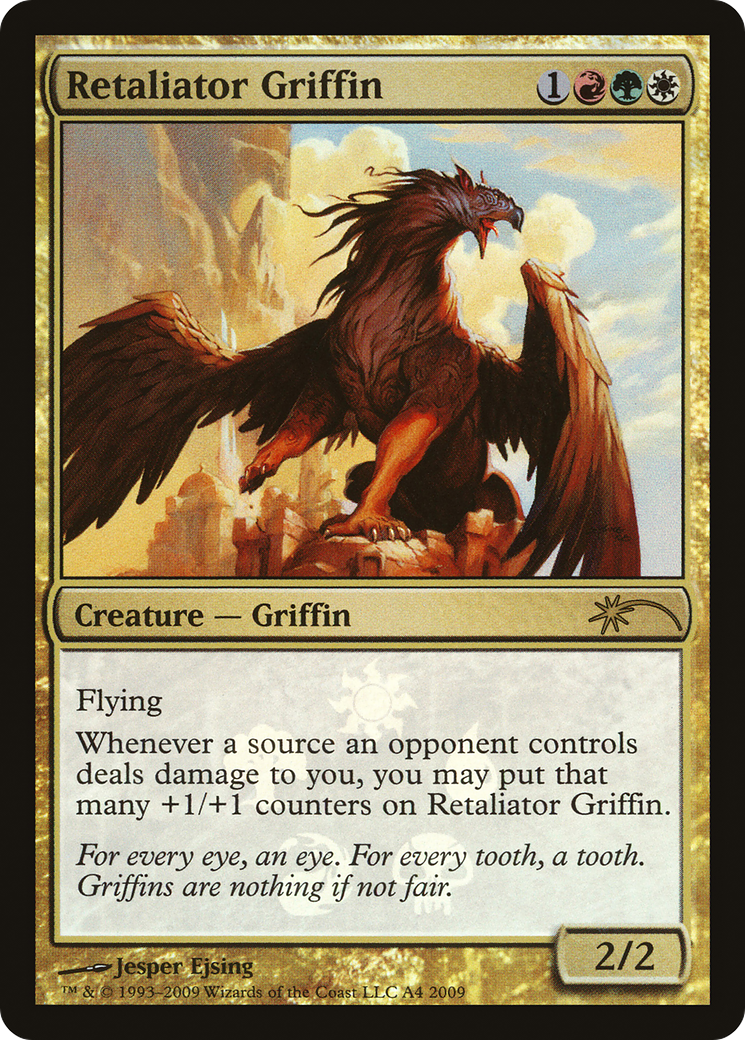 Retaliator Griffin 1
Creature — Griffin
Flying
Whenever a source an opponent controls
deals damage to you, you may put that
many +1/+1 counters on Retaliator Griffin.
For every eye, an eye. For every tooth, a tooth.
Griffins are nothing if not fair.
2/2
Jesper Ejsing
™ & © 1993–2009 Wizards of the Coast LLC A4 2009